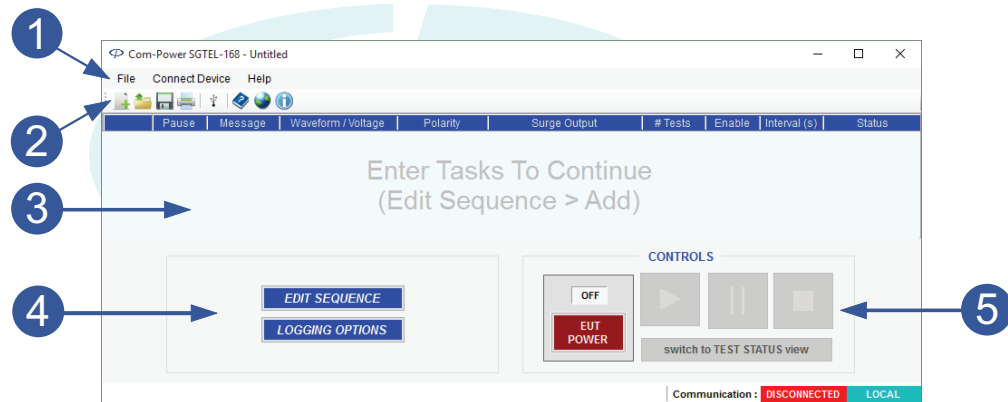 1
Com-Power SGTEL-168 - Untitled
File Connect Device Help
2
Pause Message Waveform / Voltage Polarity Surge Output # Tests Enable Interval (s) Status
Enter Tasks To Continue
(Edit Sequence > Add)
3
CONTROLS
4
EDIT SEQUENCE
LOGGING OPTIONS
OFF
EUT
POWER
switch to TEST STATUS view
5
Communication : DISCONNECTED LOCAL